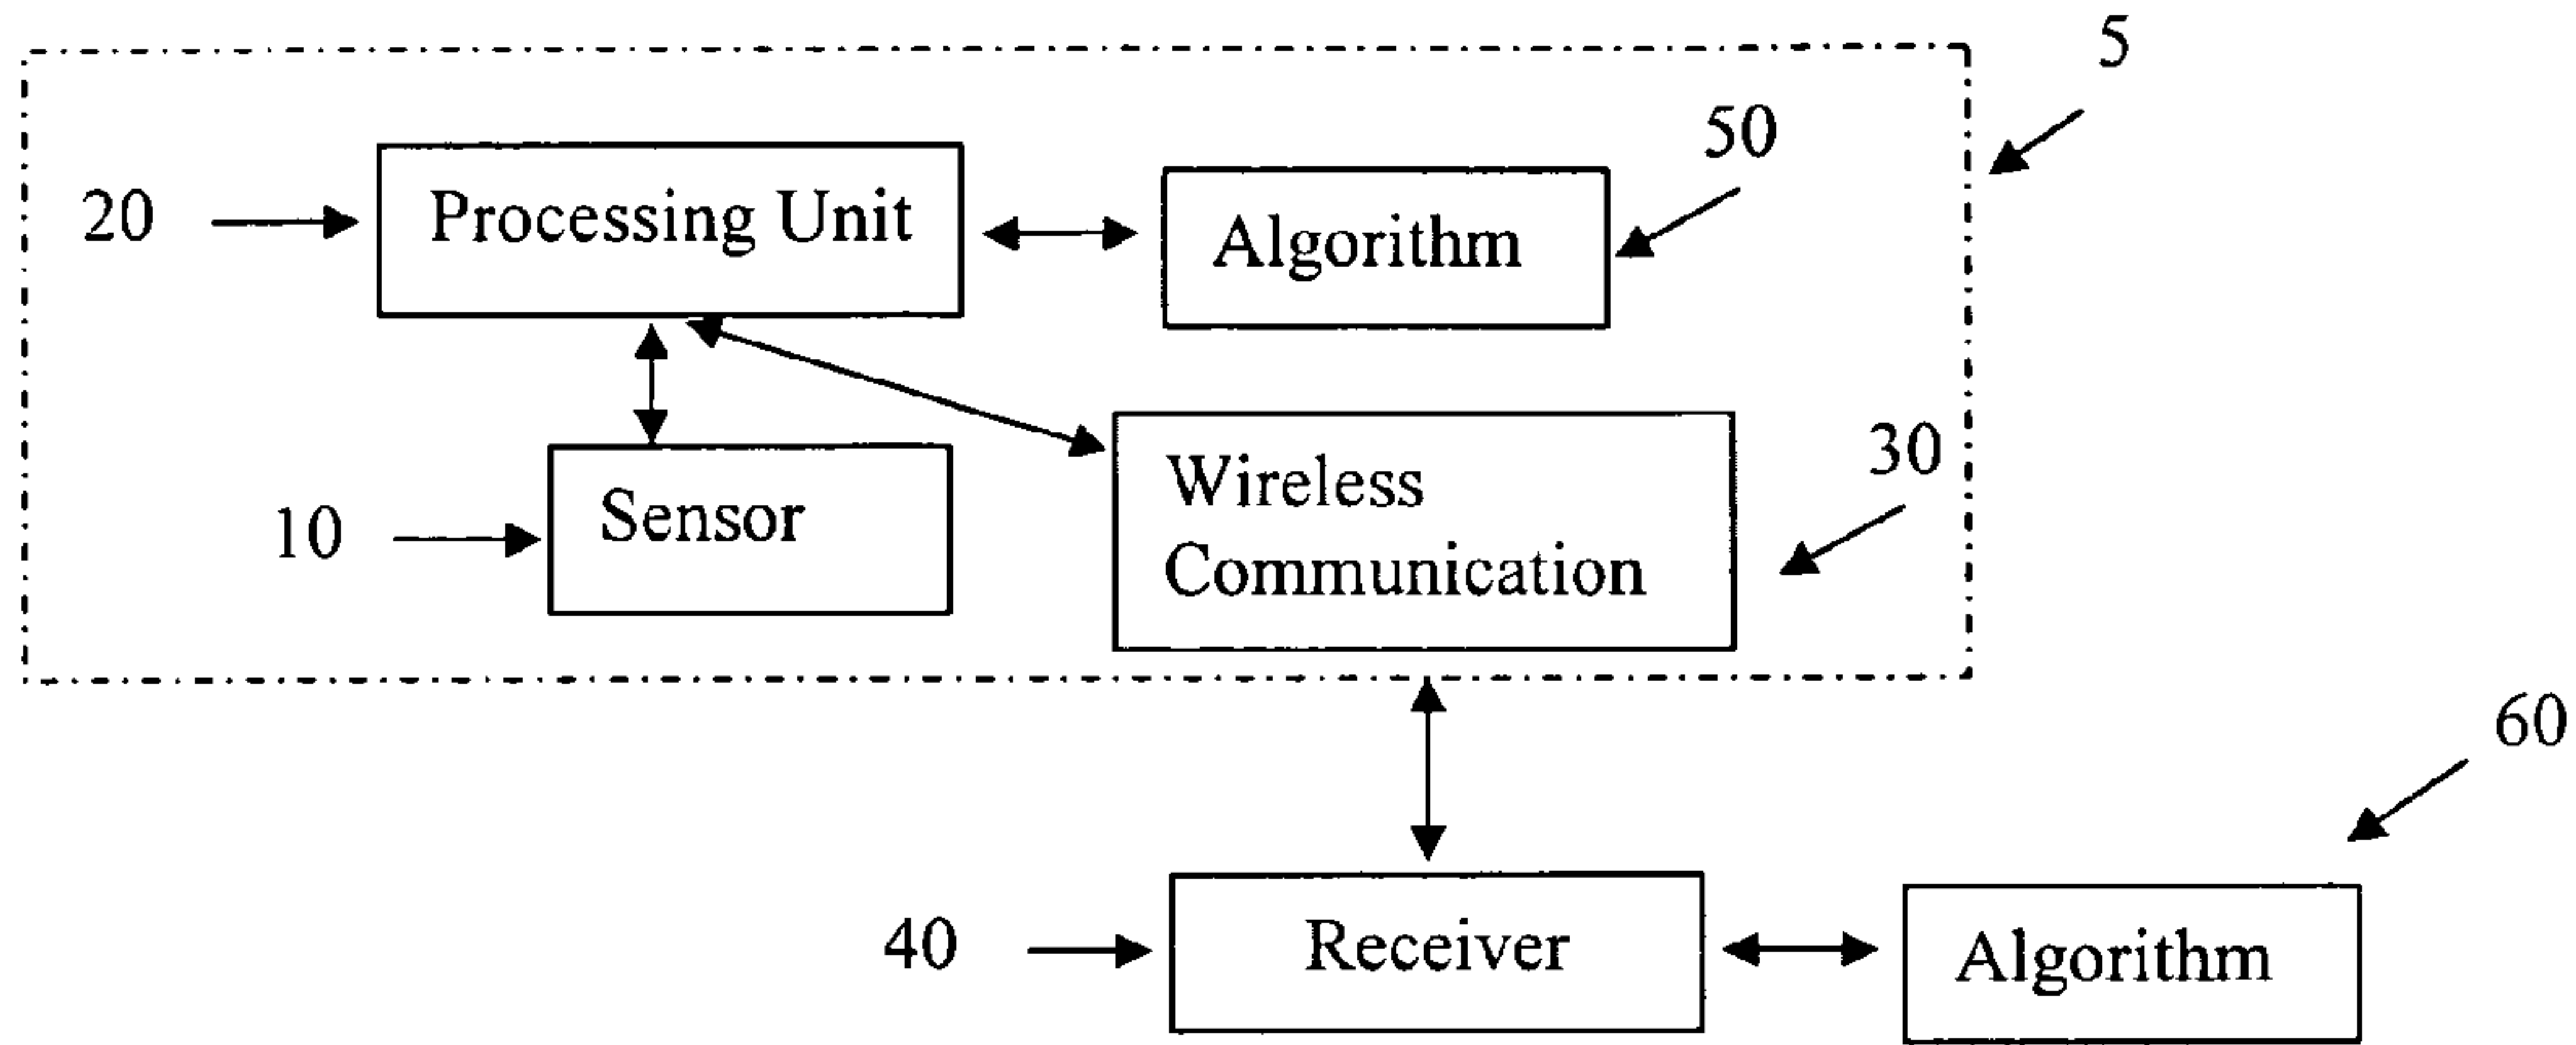 5
50
20
Processing Unit
Algorithm
30
Wireless
Communication
10
Sensor
60
40
Receiver
Algorithm